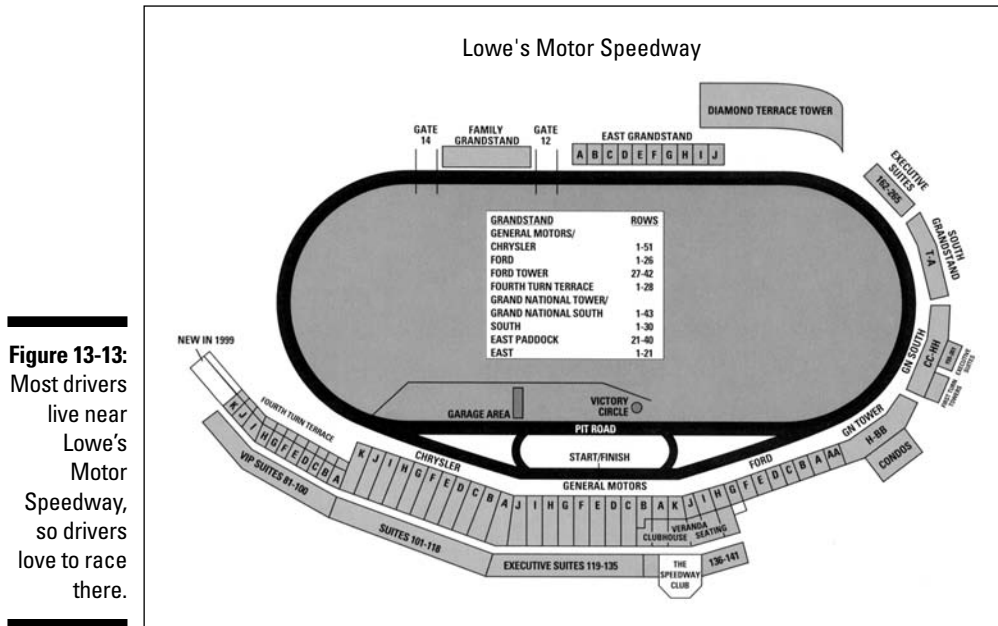 Lowe's Motor Speedway
DIAMOND TERRACE TOWER
GATE
14
FAMILY
GRANDSTAND
GATE
12
EAST GRANDSTAND
A B C D E F G H I J
EXECUTIVE
SUITES
162-265
SOUTH
GRANDSTAND
T-A
GRANDSTAND ROWS
GENERAL MOTORS/
CHRYSLER 1-51
FORD 1-26
FORD TOWER 27-42
FOURTH TURN TERRACE 1-28
GRAND NATIONAL TOWER/
GRAND NATIONAL SOUTH 1-43
SOUTH 1-30
EAST PADDOCK 21-40
EAST 1-21
GN SOUTH
CC-HH
EXECUTIVE
SUITES
FIRST TURN
TOWERS
GN TOWER
H-BB
CONDOS
NEW IN 1999
FOURTH TURN TERRACE
K J I H G F E D C B A
VIP SUITES 81-100
GARAGE AREA
VICTORY
CIRCLE
PIT ROAD
START/FINISH
CHRYSLER
K J I H G F E D C B A
GENERAL MOTORS
J I H G F E D C B A K
FORD
J I H G F E D C B A AA
VERANDA
CLUBHOUSE SEATING
SUITES 101-118
EXECUTIVE SUITES 119-135
THE
SPEEDWAY
CLUB
136-141
Figure 13-13:
Most drivers
live near
Lowe's
Motor
Speedway,
so drivers
love to race
there.